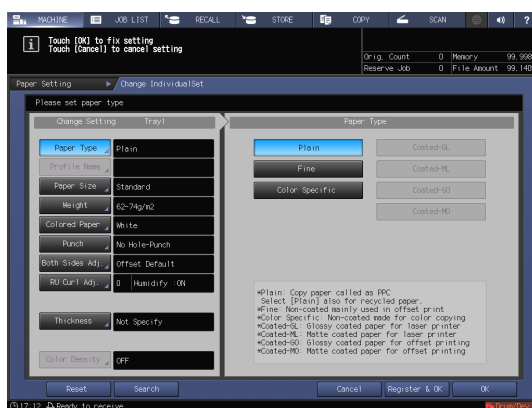 MACHINE JOB LIST RECALL STORE COPY SCAN ?
Touch [OK] to fix setting
Touch [Cancel] to cancel setting
Orig. Count 0 Memory 99.998
Reserve Job 0 File Amount 99.140
Paper Setting Change IndividualSet
Please set paper type
Change Setting Tray1
Paper Type
Paper Type Plain
Plain Coated-GL
Profile Name
Fine Coated-ML
Paper Size Standard
Color Specific Coated-GO
Weight 62-74g/m2
Coated-MO
Colored Paper White
Punch No Hole-Punch
Both Sides Adj. Offset Default
RU Curl Adj. 0 Humidify :ON
Thickness Not Specify
Color Density OFF
*Plain: Copy paper called as PPC
Select [Plain] also for recycled paper.
*Fine: Non-coated mainly used in offset print
*Color Specific: Non-coated made for color copying
*Coated-GL: Glossy coated paper for laser printer
*Coated-ML: Matte coated paper for laser printer
*Coated-GO: Glossy coated paper for offset printing
*Coated-MO: Matte coated paper for offset printing
Reset Search Cancel Register & OK OK
17:12 Ready to receive Drum/Dev